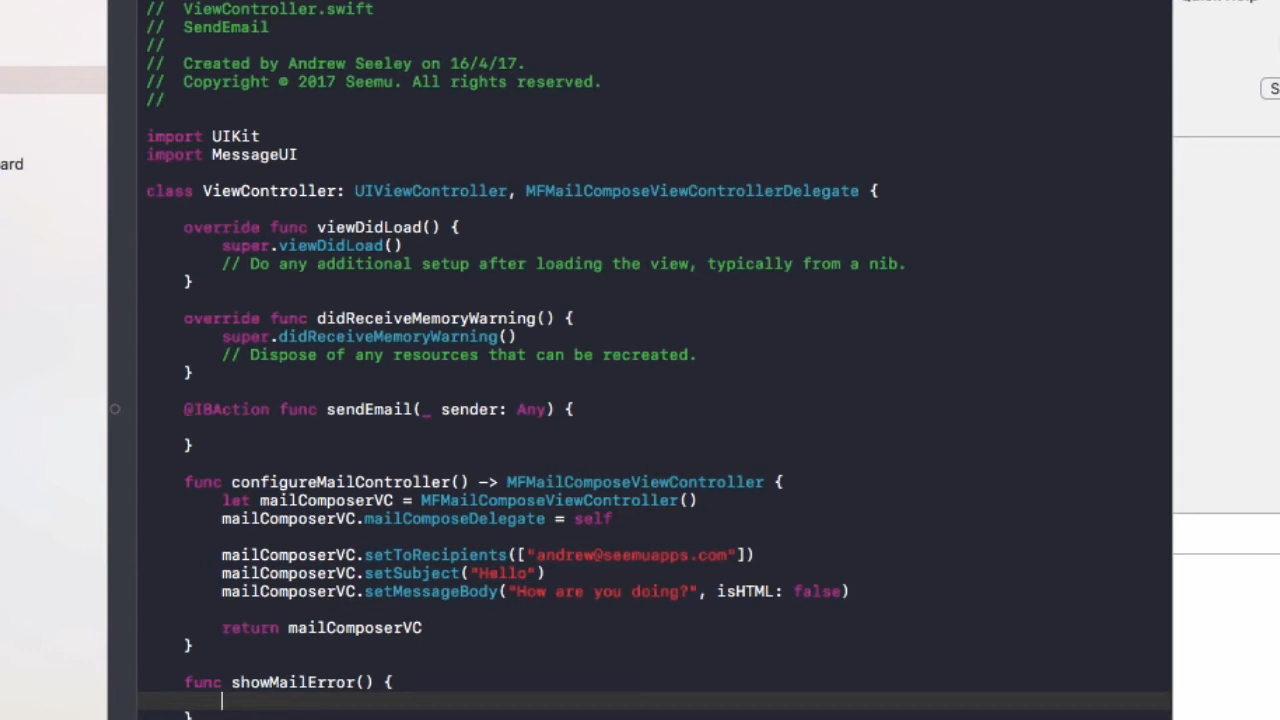 //  ViewController.swift
//  SendEmail
//
//  Created by Andrew Seeley on 16/4/17.
//  Copyright © 2017 Seemu. All rights reserved.
//
import UIKit
import MessageUI
class ViewController: UIViewController, MFMailComposeViewControllerDelegate {
override func viewDidLoad() {
super.viewDidLoad()
// Do any additional setup after loading the view, typically from a nib.
}
override func didReceiveMemoryWarning() {
super.didReceiveMemoryWarning()
// Dispose of any resources that can be recreated.
}
@IBAction func sendEmail(_ sender: Any) {
}
func configureMailController() -> MFMailComposeViewController {
let mailComposerVC = MFMailComposeViewController()
mailComposerVC.mailComposeDelegate = self
mailComposerVC.setToRecipients(["andrew@seemuapps.com"])
mailComposerVC.setSubject("Hello")
mailComposerVC.setMessageBody("How are you doing?", isHTML: false)
return mailComposerVC
}
func showMailError() {
}
ard
S